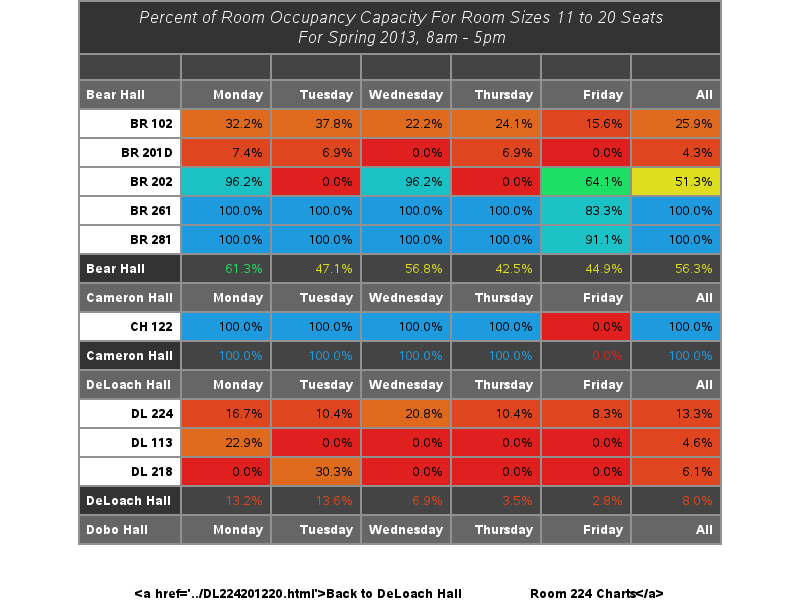 Percent of Room Occupancy Capacity For Room Sizes 11 to 20 Seats
For Spring 2013, 8am - 5pm
Bear Hall Monday Tuesday Wednesday Thursday Friday All
BR 102 32.2% 37.8% 22.2% 24.1% 15.6% 25.9%
BR 201D 7.4% 6.9% 0.0% 6.9% 0.0% 4.3%
BR 202 96.2% 0.0% 96.2% 0.0% 64.1% 51.3%
BR 261 100.0% 100.0% 100.0% 100.0% 83.3% 100.0%
BR 281 100.0% 100.0% 100.0% 100.0% 91.1% 100.0%
Bear Hall 61.3% 47.1% 56.8% 42.5% 44.9% 56.3%
Cameron Hall Monday Tuesday Wednesday Thursday Friday All
CH 122 100.0% 100.0% 100.0% 100.0% 0.0% 100.0%
Cameron Hall 100.0% 100.0% 100.0% 100.0% 0.0% 100.0%
DeLoach Hall Monday Tuesday Wednesday Thursday Friday All
DL 224 16.7% 10.4% 20.8% 10.4% 8.3% 13.3%
DL 113 22.9% 0.0% 0.0% 0.0% 0.0% 4.6%
DL 218 0.0% 30.3% 0.0% 0.0% 0.0% 6.1%
DeLoach Hall 13.2% 13.6% 6.9% 3.5% 2.8% 8.0%
Dobo Hall Monday Tuesday Wednesday Thursday Friday All
<a href='../DL224201220.html'>Back to DeLoach Hall Room 224 Charts</a>